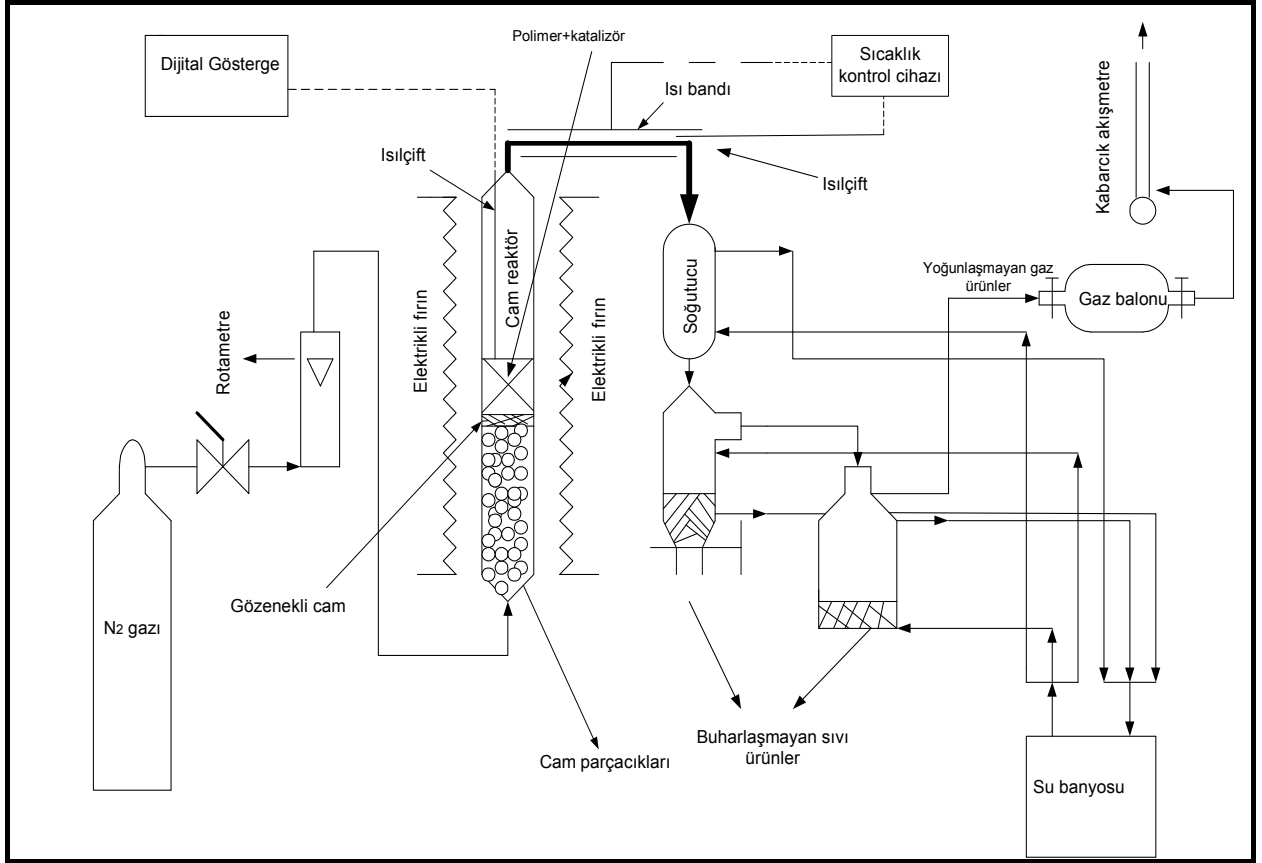 Polimer+katalizör
Dijital Gösterge
Sıcaklık
kontrol cihazı
Isı bandı
Kabarcık akışmetre
Isılçift
Isılçift
Cam reaktör
Elektrikli fırın
Elektrikli fırın
Soğutucu
Yoğunlaşmayan gaz
ürünler
Gaz balonu
Rotametre
Gözenekli cam
N2 gazı
Cam parçacıkları
Buharlaşmayan sıvı
ürünler
Su banyosu